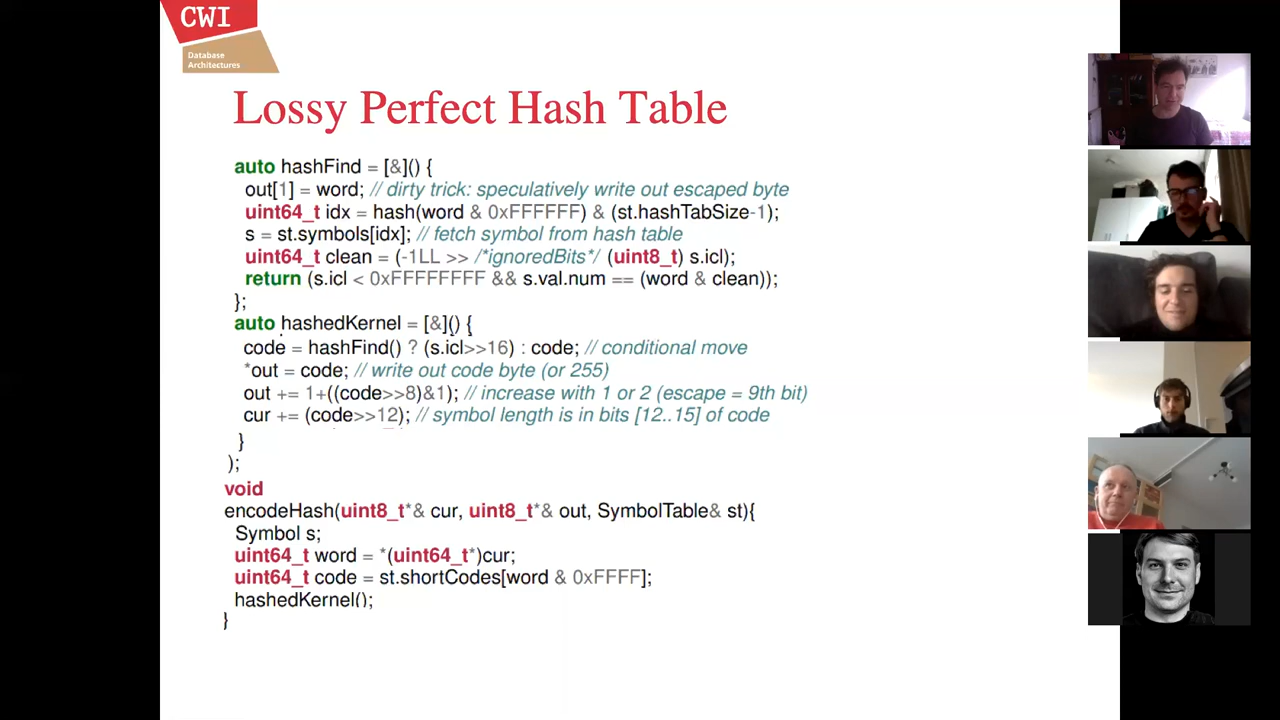 CWI
Database
Architectures
Lossy Perfect Hash Table
auto hashFind = [&]() {
out[1] = word; // dirty trick: speculatively write out escaped byte
uint64_t idx = hash(word & 0xFFFFFF) & (st.hashTabSize-1);
s = st.symbols[idx]; // fetch symbol from hash table
uint64_t clean = (-1LL >> /*ignoredBits*/ (uint8_t) s.icl);
return (s.icl < 0xFFFFFFFF && s.val.num == (word & clean));
};
auto hashedKernel = [&]() {
code = hashFind() ? (s.icl>>16) : code; // conditional move
*out = code; // write out code byte (or 255)
out += 1+((code>>8)&1); // increase with 1 or 2 (escape = 9th bit)
cur += (code>>12); // symbol length is in bits [12..15] of code
}
);
void
encodeHash(uint8_t*& cur, uint8_t*& out, SymbolTable& st){
Symbol s;
uint64_t word = *(uint64_t*)cur;
uint64_t code = st.shortCodes[word & 0xFFFF];
hashedKernel();
}